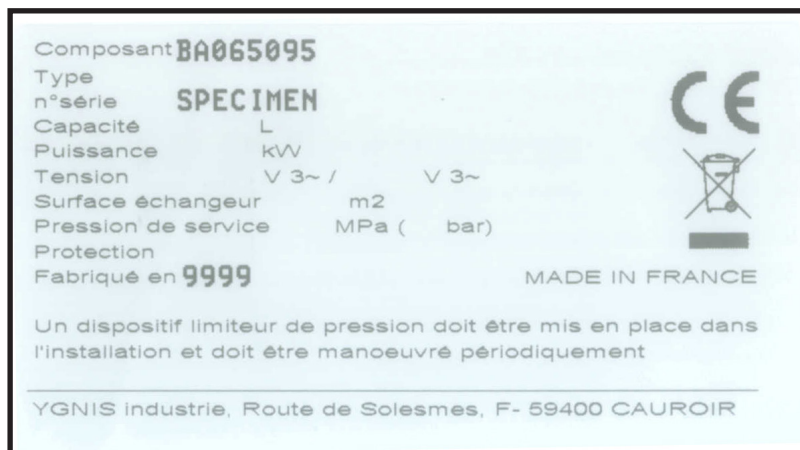 Composant BA065095
Type
n°série SPECIMEN
Capacité L
Puissance kW
Tension V 3~ / V 3~
Surface échangeur m2
Pression de service MPa ( bar)
Protection
Fabriqué en 9999
CE
MADE IN FRANCE
Un dispositif limiteur de pression doit être mis en place dans
l'installation et doit être manoeuvré périodiquement
YGNIS industrie, Route de Solesmes, F- 59400 CAUROIR